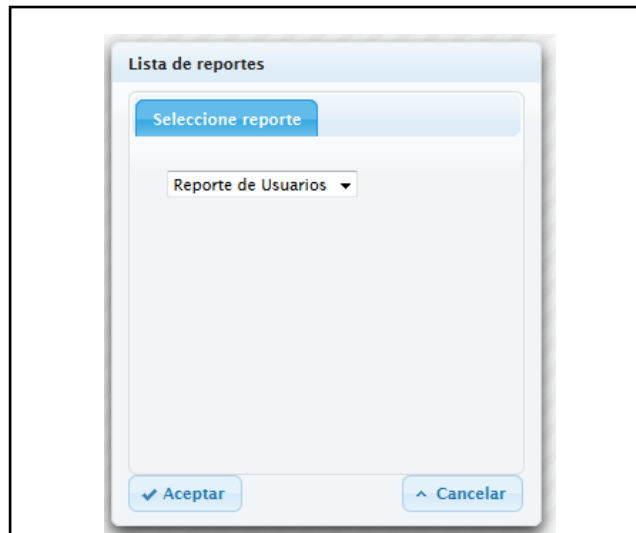 Lista de reportes
Seleccione reporte
Reporte de Usuarios
Aceptar
Cancelar